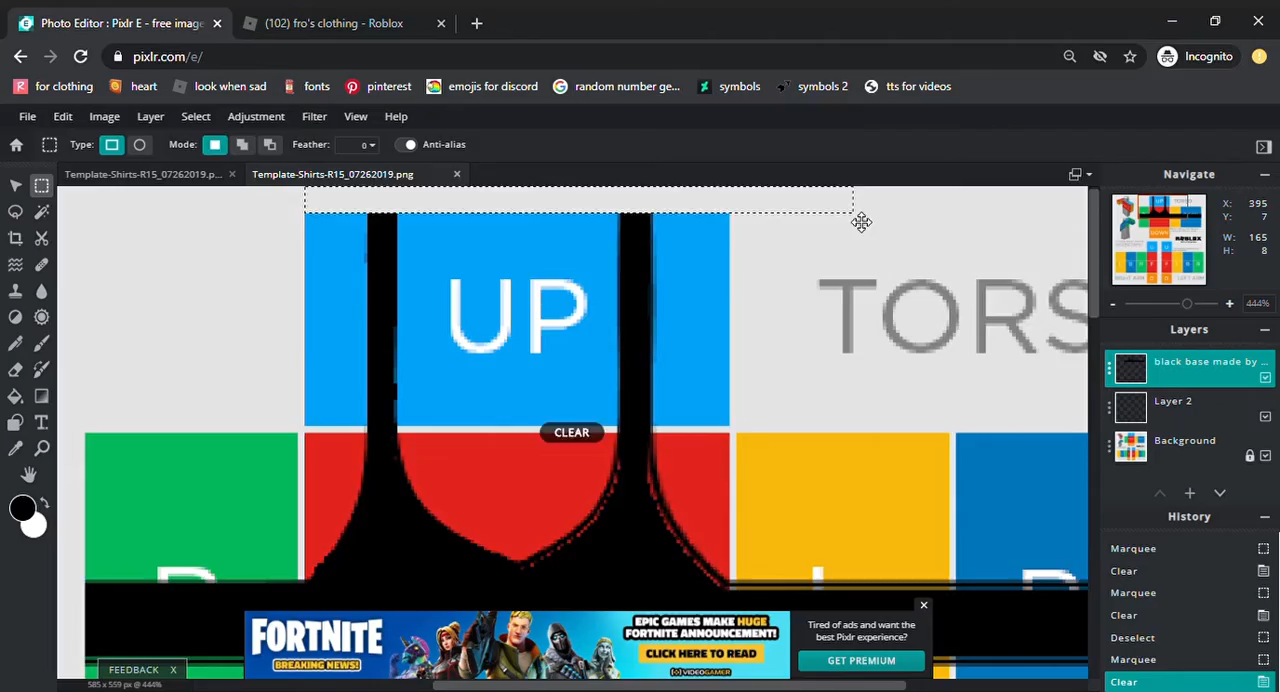 Photo Editor : Pixlr E - free image
(102) fro's clothing - Roblox
pixlr.com/e/
Incognito
for clothing
heart
look when sad
fonts
pinterest
emojis for discord
random number ge...
symbols
symbols 2
tts for videos
File Edit Image Layer Select Adjustment Filter View Help
Type: Mode: Feather: 0 Anti-alias
Template-Shirts-R15_07262019.p...
Template-Shirts-R15_07262019.png
Navigate
X: 395
Y: 7
W: 165
H: 8
444%
UP
TORS
CLEAR
Layers
black base made by ...
Layer 2
Background
History
Marquee
Clear
Marquee
Clear
Deselect
Marquee
Clear
FORTNITE
BREAKING NEWS!
EPIC GAMES MAKE HUGE
FORTNITE ANNOUNCEMENT!
CLICK HERE TO READ
VIDEOGAMER
Tired of ads and want the
best Pixlr experience?
GET PREMIUM
FEEDBACK X
585 x 559 px @ 444%